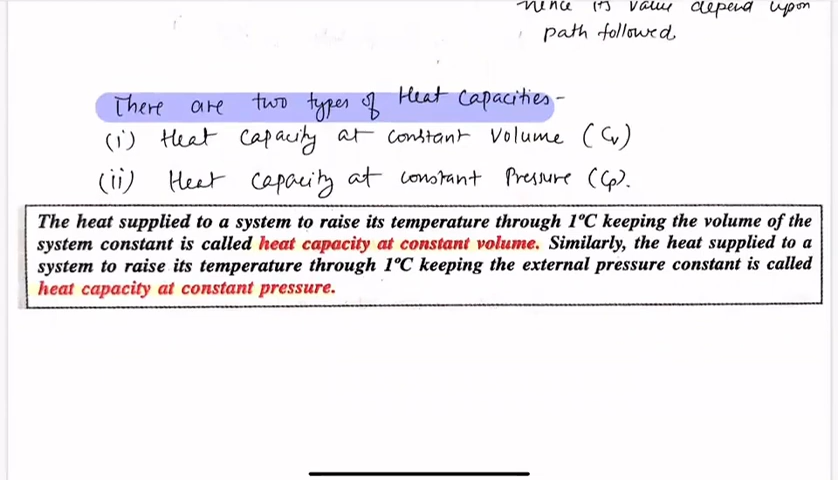 hence its value depend upon
path followed.
There are two types of Heat Capacities-
(i) Heat Capacity at constant Volume (Cv)
(ii) Heat Capacity at constant Pressure (Cp).
The heat supplied to a system to raise its temperature through 1°C keeping the volume of the
system constant is called heat capacity at constant volume. Similarly, the heat supplied to a
system to raise its temperature through 1°C keeping the external pressure constant is called
heat capacity at constant pressure.